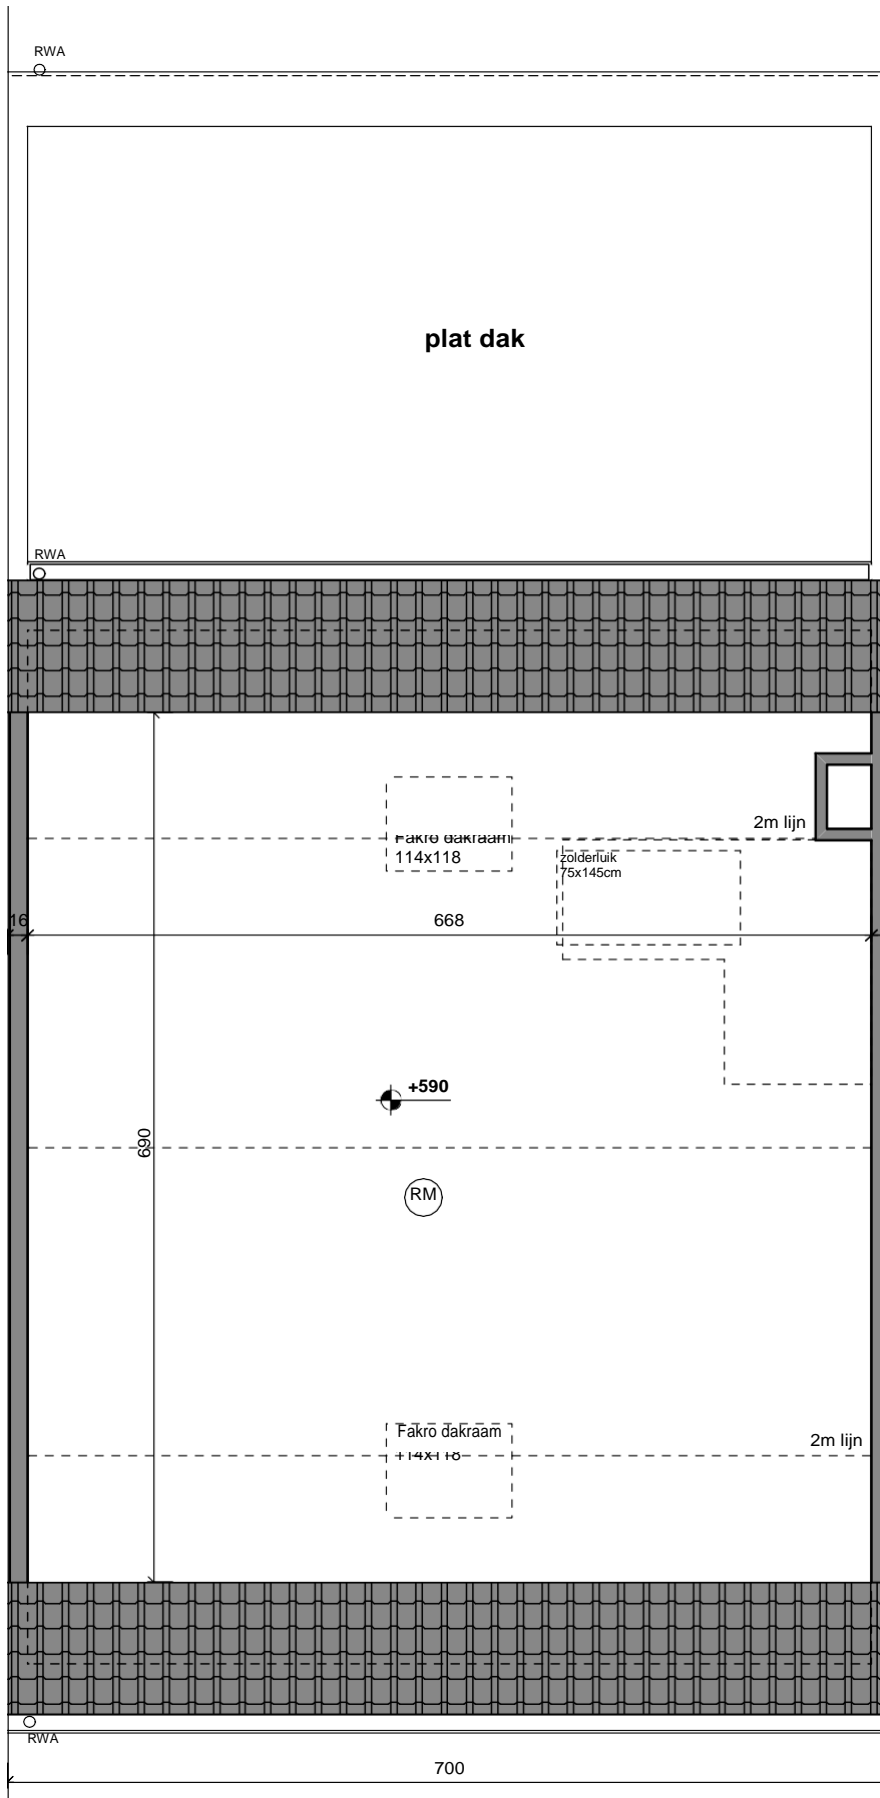 RWA
plat dak
RWA
2m lijn
Fakro dakraam
114x118
zolderluik
75x145cm
16
668
+590
690
RM
Fakro dakraam
114x118
2m lijn
RWA
700